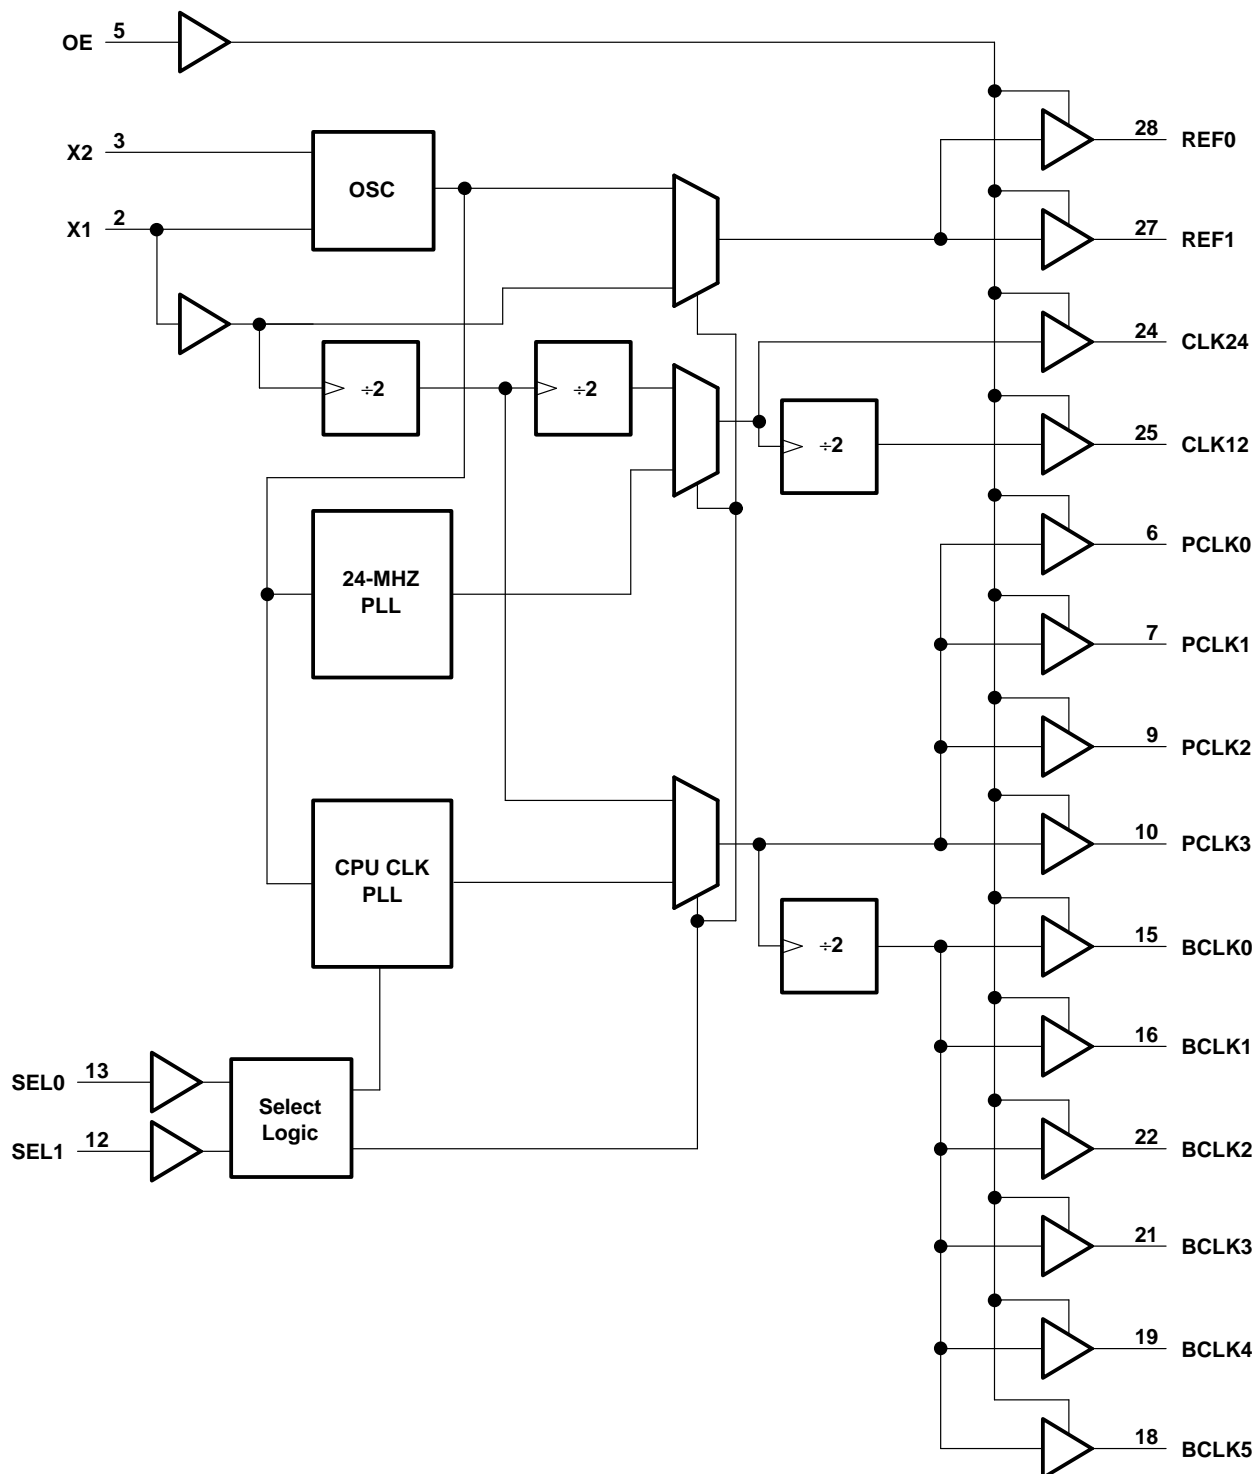 OE 5
X2 3
OSC
X1 2
28 REF0
27 REF1
24 CLK24
÷2
÷2
÷2
25 CLK12
24-MHZ
PLL
6 PCLK0
7 PCLK1
9 PCLK2
CPU CLK
PLL
10 PCLK3
÷2
15 BCLK0
16 BCLK1
SEL0 13
SEL1 12
Select
Logic
22 BCLK2
21 BCLK3
19 BCLK4
18 BCLK5